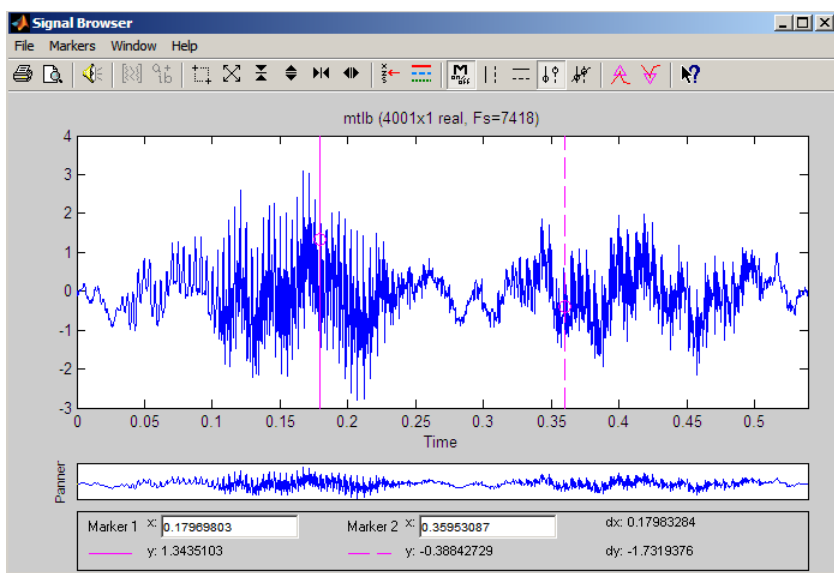 Signal Browser
File Markers Window Help
M
on/off
mtlb (4001x1 real, Fs=7418)
4
3
2
1
0
-1
-2
-3
0 0.05 0.1 0.15 0.2 0.25 0.3 0.35 0.4 0.45 0.5
Time
Panner
Marker 1 x: 0.17969803 Marker 2 x: 0.35953087 dx: 0.17983284
y: 1.3435103 y: -0.38842729 dy: -1.7319376